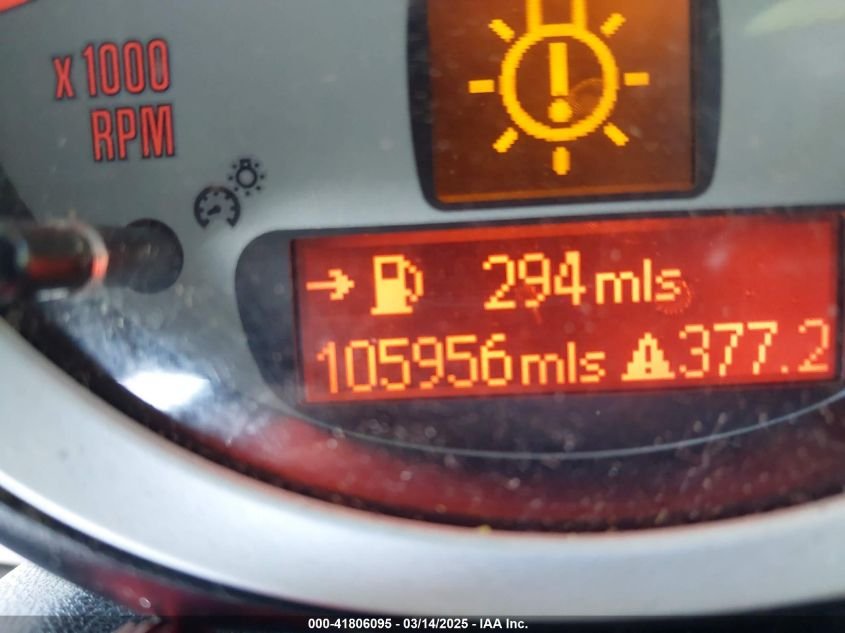 x 1000
RPM
294 mls
105956 mls 377.2
000-41806095 - 03/14/2025 - IAA Inc.